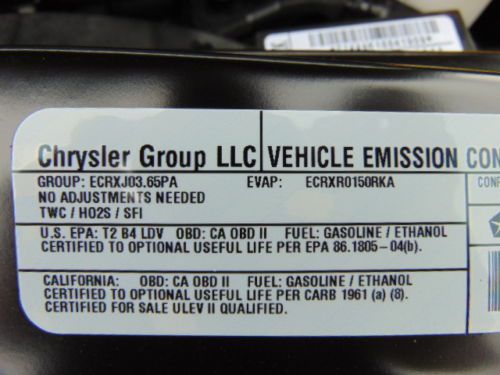 Chrysler Group LLC VEHICLE EMISSION CON
GROUP: ECRXJ03.65PA EVAP: ECRXR0150RKA CONF
NO ADJUSTMENTS NEEDED
TWC / HO2S / SFI
U.S. EPA: T2 B4 LDV OBD: CA OBD II FUEL: GASOLINE / ETHANOL
CERTIFIED TO OPTIONAL USEFUL LIFE PER EPA 86.1805-04(b).
CALIFORNIA: OBD: CA OBD II FUEL: GASOLINE / ETHANOL
CERTIFIED TO OPTIONAL USEFUL LIFE PER CARB 1961 (a) (8).
CERTIFIED FOR SALE ULEV II QUALIFIED.